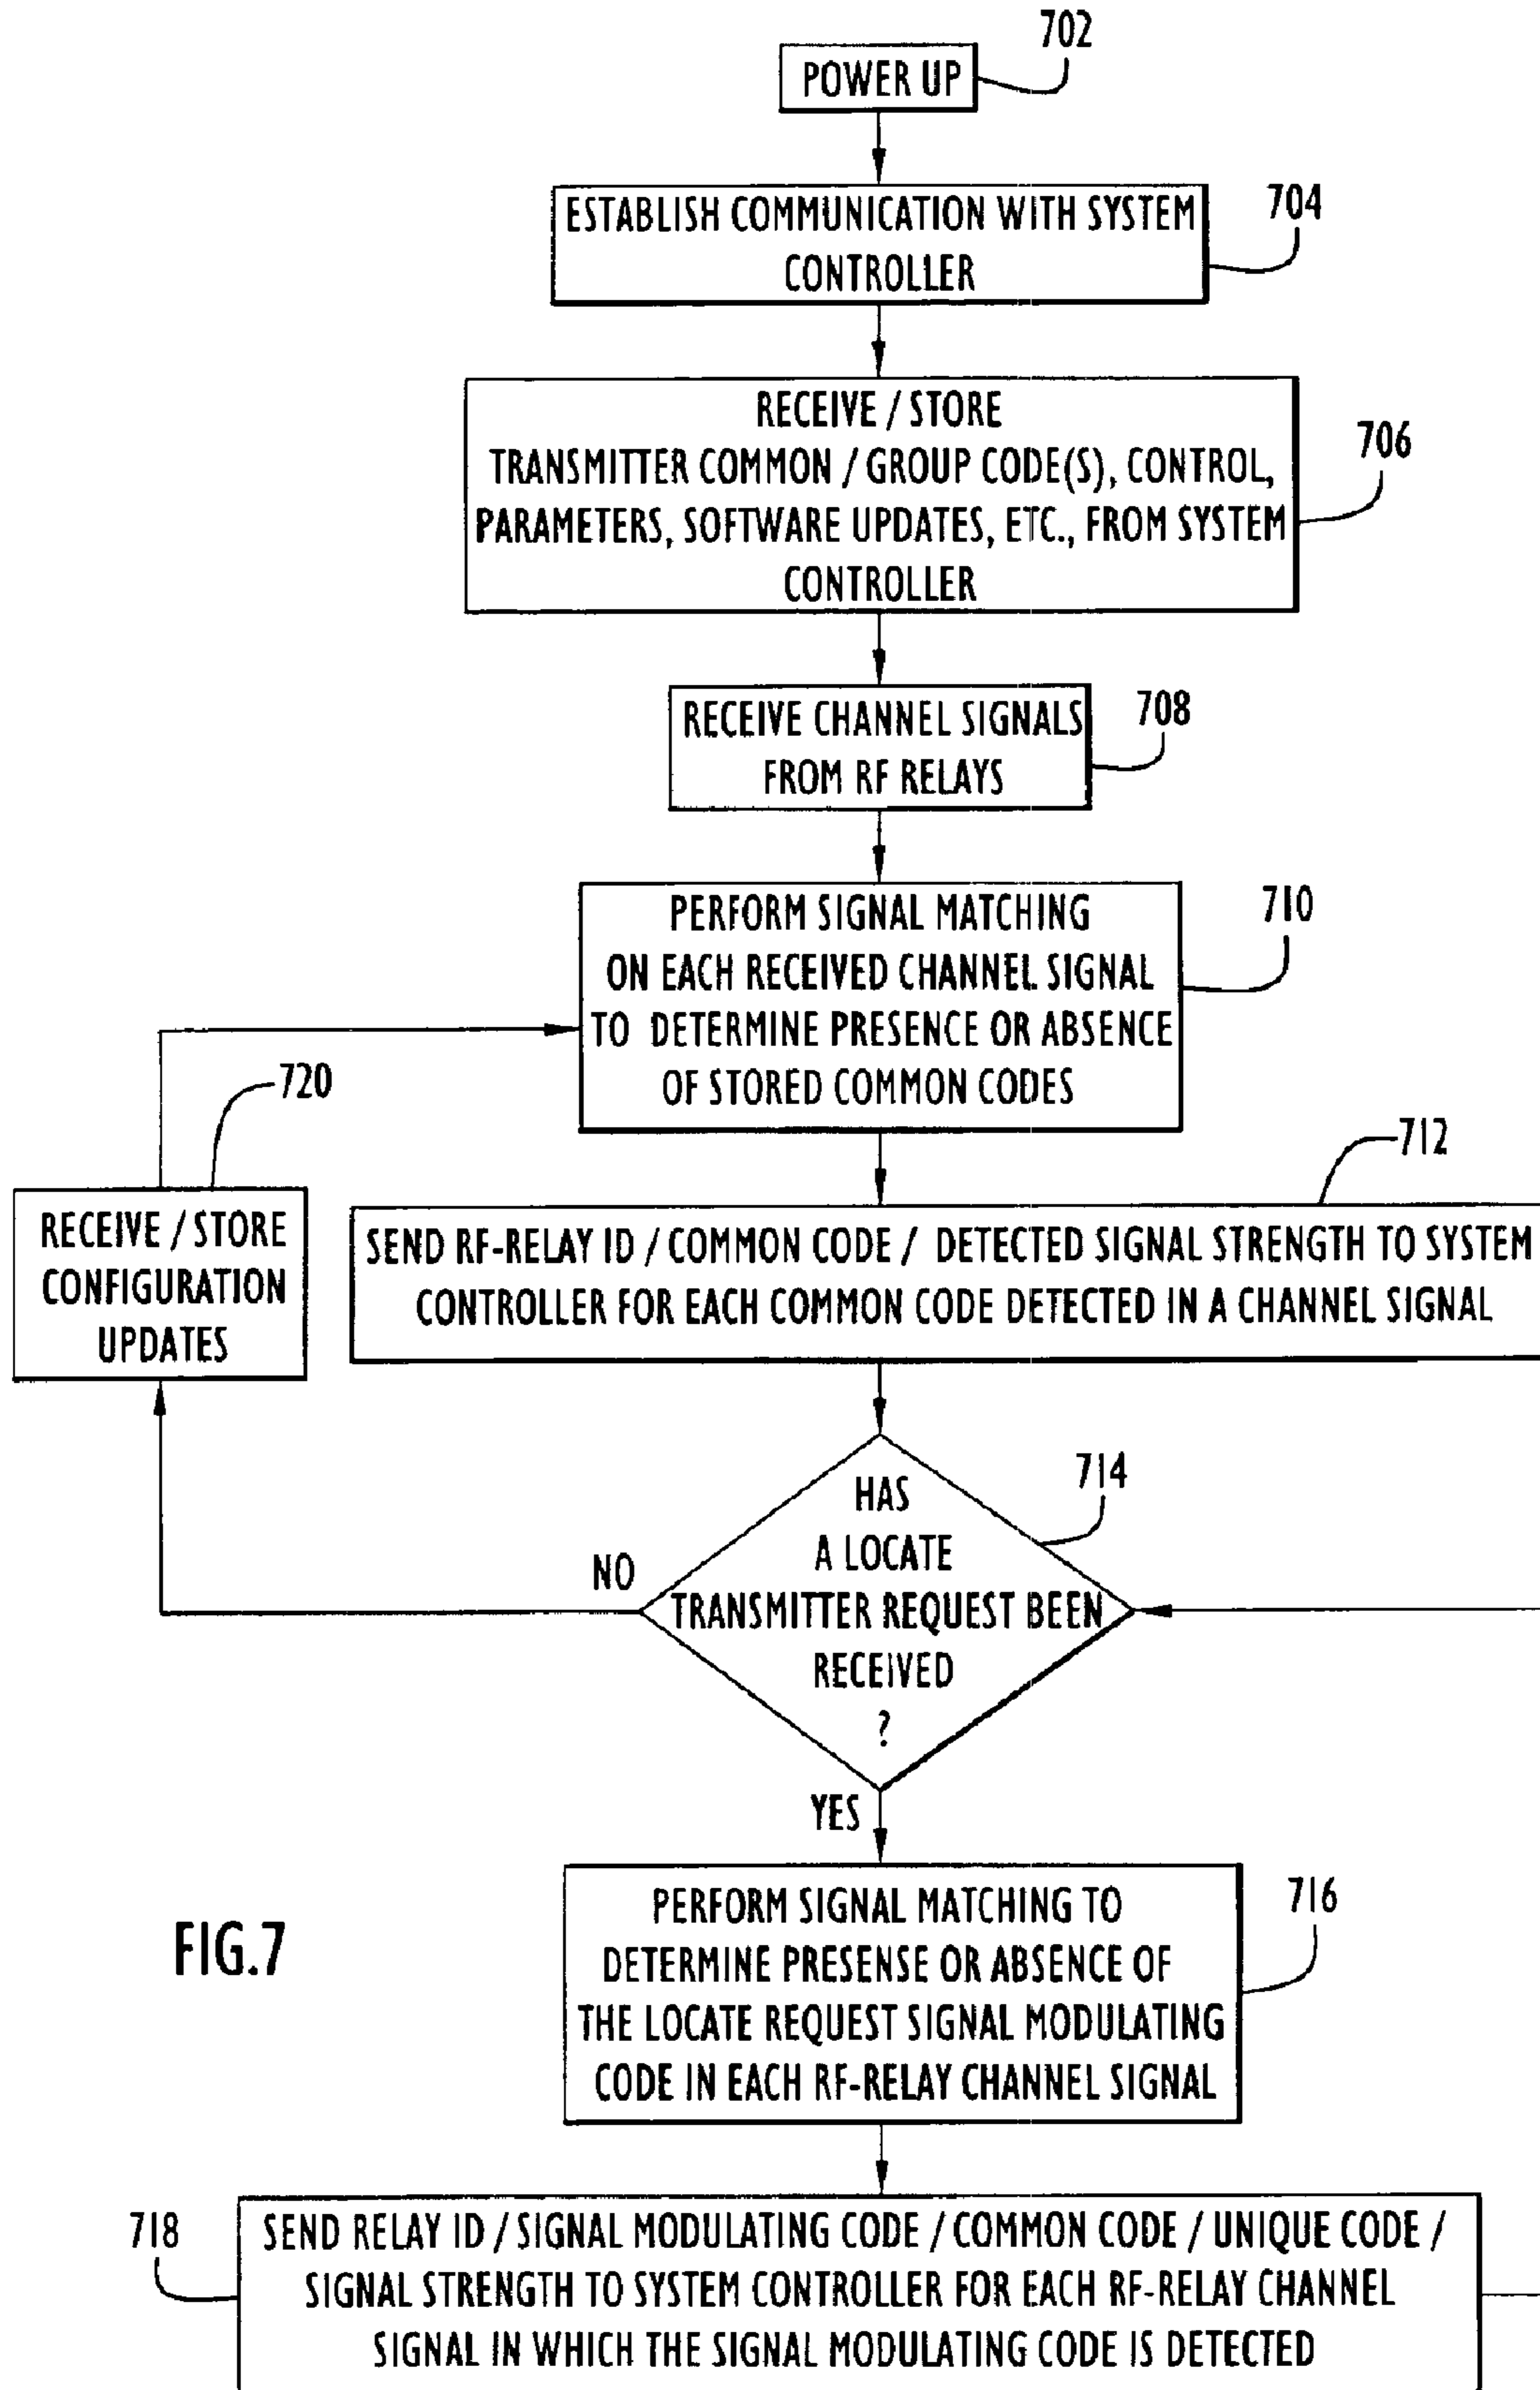 702
POWER UP
ESTABLISH COMMUNICATION WITH SYSTEM
CONTROLLER
704
RECEIVE / STORE
TRANSMITTER COMMON / GROUP CODE(S), CONTROL,
PARAMETERS, SOFTWARE UPDATES, ETC., FROM SYSTEM
CONTROLLER
706
RECEIVE CHANNEL SIGNALS
FROM RF RELAYS
708
PERFORM SIGNAL MATCHING
ON EACH RECEIVED CHANNEL SIGNAL
TO DETERMINE PRESENCE OR ABSENCE
OF STORED COMMON CODES
710
720
RECEIVE / STORE
CONFIGURATION
UPDATES
712
SEND RF-RELAY ID / COMMON CODE / DETECTED SIGNAL STRENGTH TO SYSTEM
CONTROLLER FOR EACH COMMON CODE DETECTED IN A CHANNEL SIGNAL
714
HAS
A LOCATE
TRANSMITTER REQUEST BEEN
RECEIVED
?
NO
YES
PERFORM SIGNAL MATCHING TO
DETERMINE PRESENSE OR ABSENCE OF
THE LOCATE REQUEST SIGNAL MODULATING
CODE IN EACH RF-RELAY CHANNEL SIGNAL
716
FIG.7
718
SEND RELAY ID / SIGNAL MODULATING CODE / COMMON CODE / UNIQUE CODE /
SIGNAL STRENGTH TO SYSTEM CONTROLLER FOR EACH RF-RELAY CHANNEL
SIGNAL IN WHICH THE SIGNAL MODULATING CODE IS DETECTED